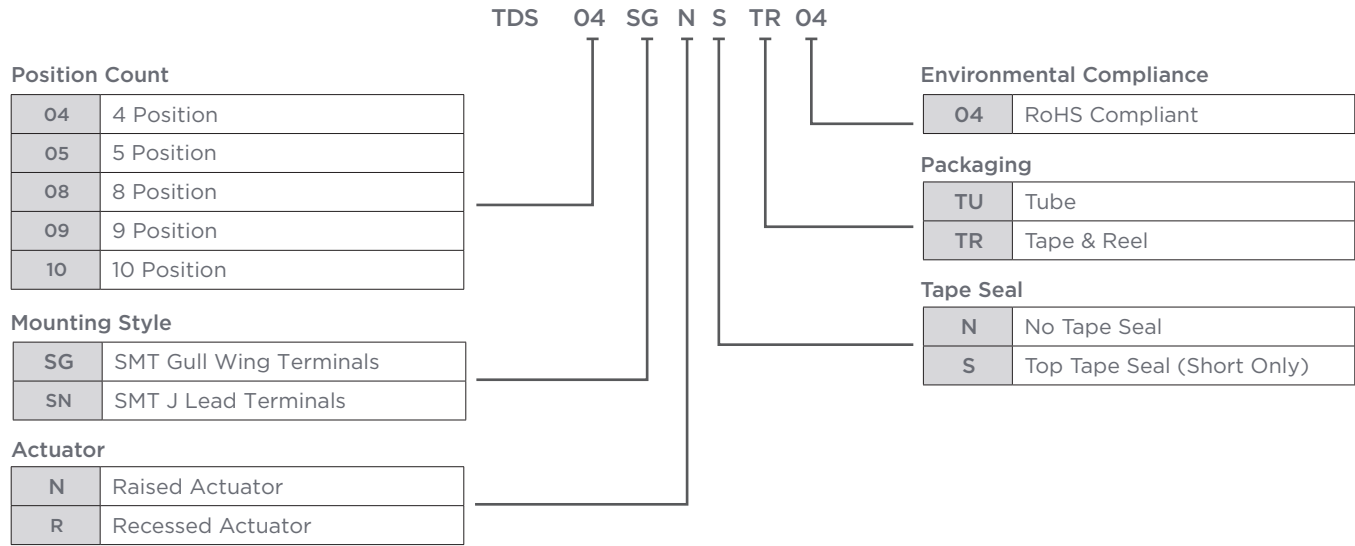 TDS 04 SG N S TR 04
Position Count
04 4 Position
05 5 Position
08 8 Position
09 9 Position
10 10 Position
Mounting Style
SG SMT Gull Wing Terminals
SN SMT J Lead Terminals
Actuator
N Raised Actuator
R Recessed Actuator
Environmental Compliance
04 RoHS Compliant
Packaging
TU Tube
TR Tape & Reel
Tape Seal
N No Tape Seal
S Top Tape Seal (Short Only)